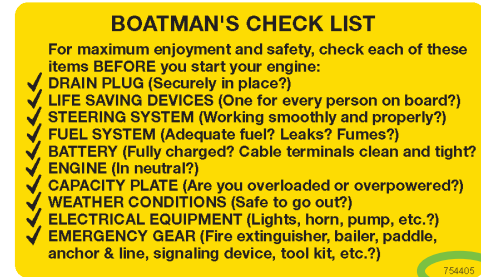 BOATMAN'S CHECK LIST
For maximum enjoyment and safety, check each of these
items BEFORE you start your engine:
DRAIN PLUG (Securely in place?)
LIFE SAVING DEVICES (One for every person on board?)
STEERING SYSTEM (Working smoothly and properly?)
FUEL SYSTEM (Adequate fuel? Leaks? Fumes?)
BATTERY (Fully charged? Cable terminals clean and tight?
ENGINE (In neutral?)
CAPACITY PLATE (Are you overloaded or overpowered?)
WEATHER CONDITIONS (Safe to go out?)
ELECTRICAL EQUIPMENT (Lights, horn, pump, etc.?)
EMERGENCY GEAR (Fire extinguisher, bailer, paddle,
anchor & line, signaling device, tool kit, etc.?)
754405